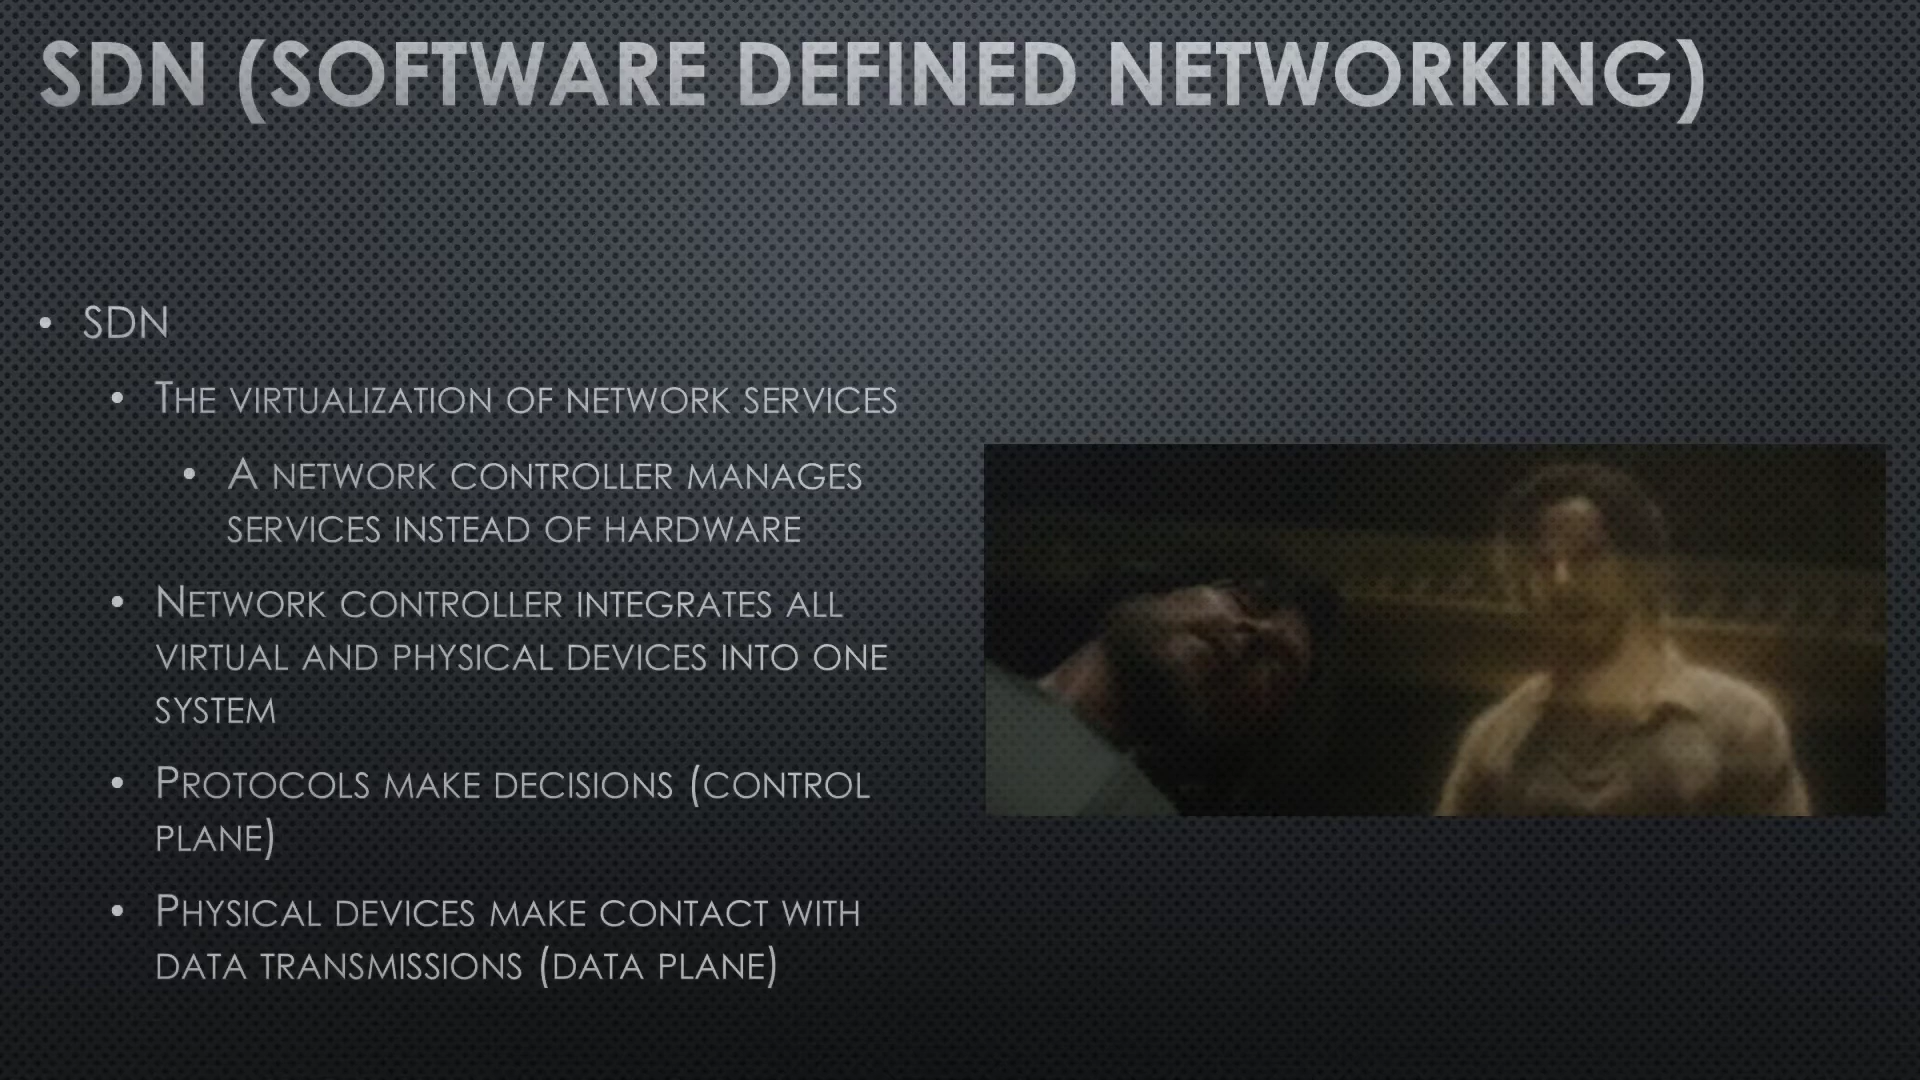 SDN (SOFTWARE DEFINED NETWORKING)
• SDN
• THE VIRTUALIZATION OF NETWORK SERVICES
• A NETWORK CONTROLLER MANAGES
SERVICES INSTEAD OF HARDWARE
• NETWORK CONTROLLER INTEGRATES ALL
VIRTUAL AND PHYSICAL DEVICES INTO ONE
SYSTEM
• PROTOCOLS MAKE DECISIONS (CONTROL
PLANE)
• PHYSICAL DEVICES MAKE CONTACT WITH
DATA TRANSMISSIONS (DATA PLANE)